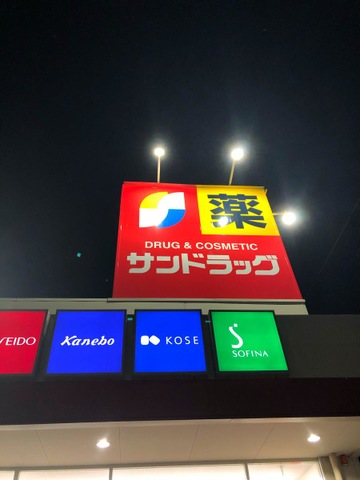 薬
DRUG & COSMETIC
サンドラッグ
EIDO
Kanebo
KOSE
SOFINA